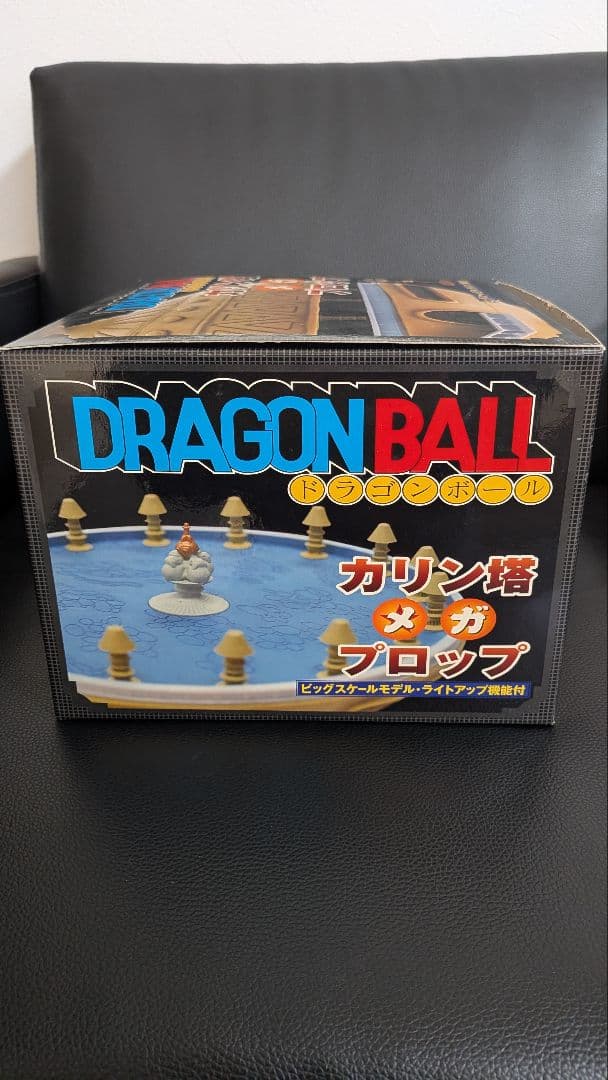 DRAGON BALL
DRAGON BALL
ドラゴンボール
カリン塔
メガ
プロップ
ビッグスケールモデル・ライトアップ機能付